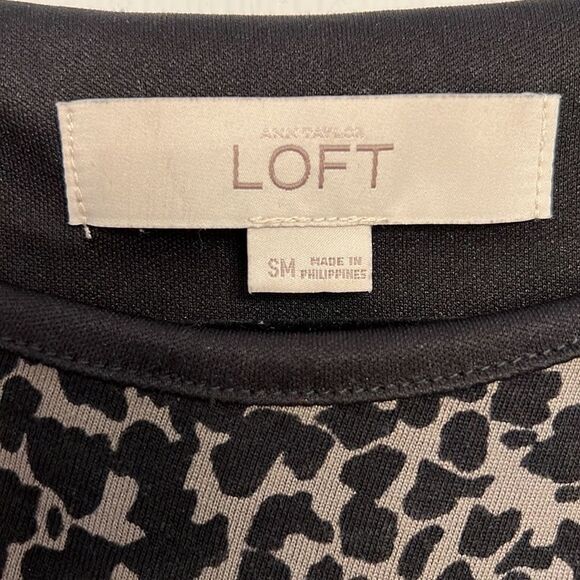 ANN TAYLOR
LOFT
SM MADE IN
PHILIPPINES